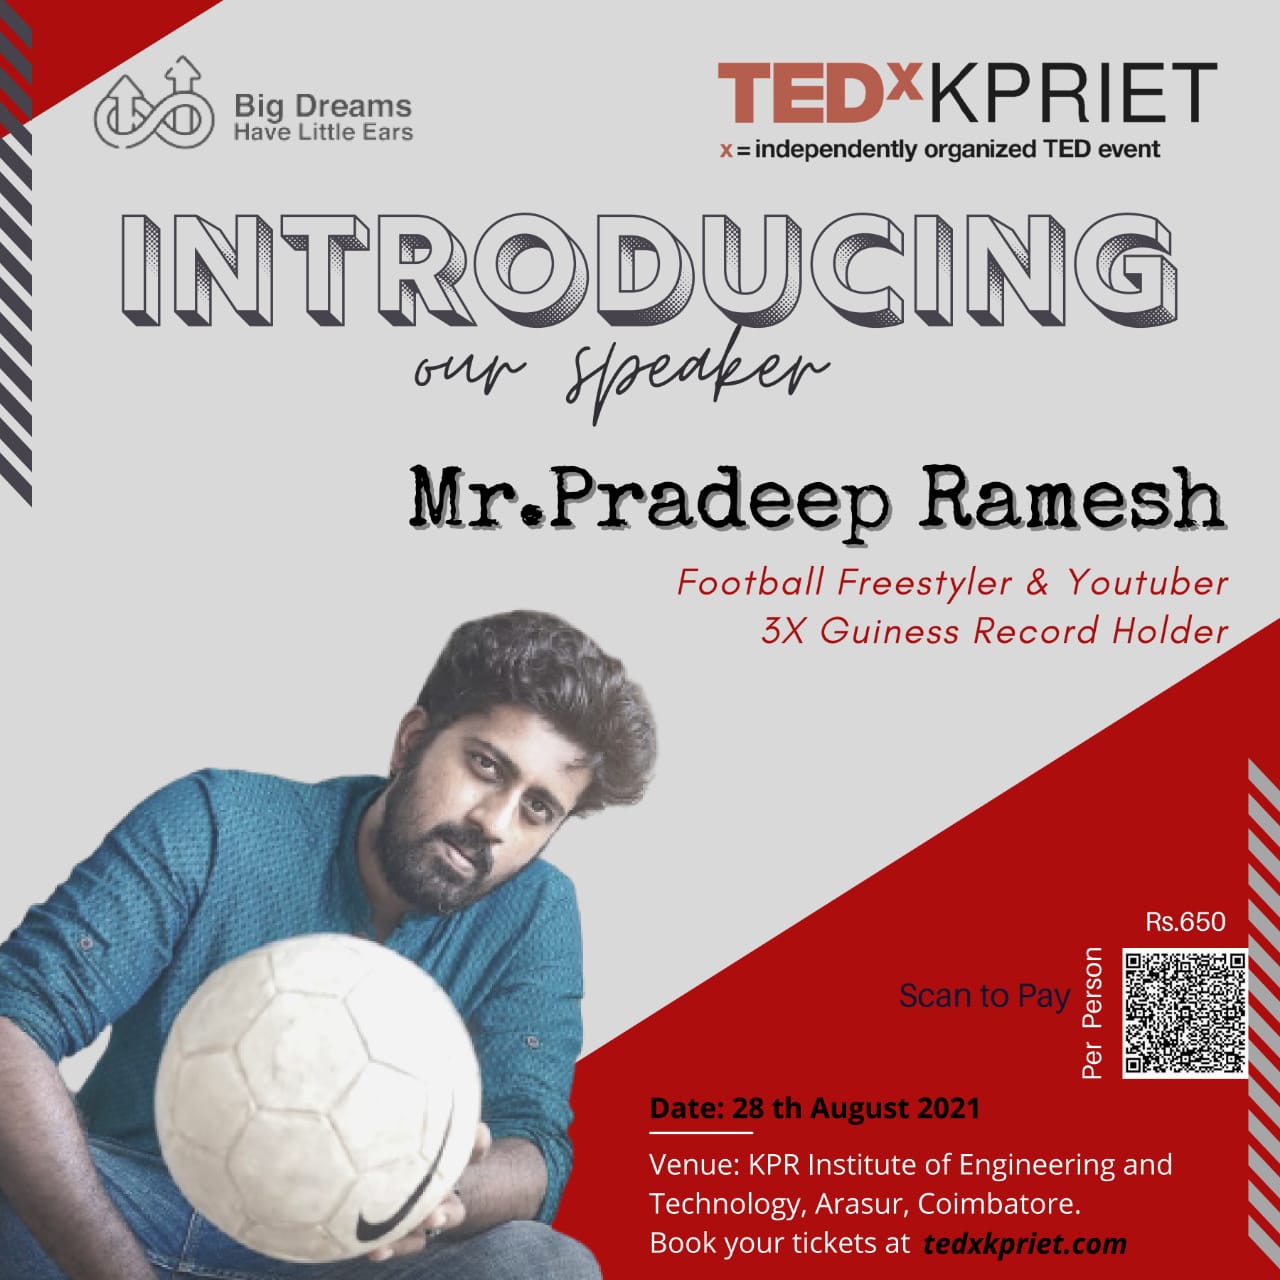 Big Dreams
Have Little Ears
TEDxKPRIET
x = independently organized TED event
INTRODUCING
our speaker
Mr.Pradeep Ramesh
Football Freestyler & Youtuber
3X Guiness Record Holder
Rs.650
Scan to Pay
Per Person
Date: 28 th August 2021
Venue: KPR Institute of Engineering and
Technology, Arasur, Coimbatore.
Book your tickets at tedxkpriet.com